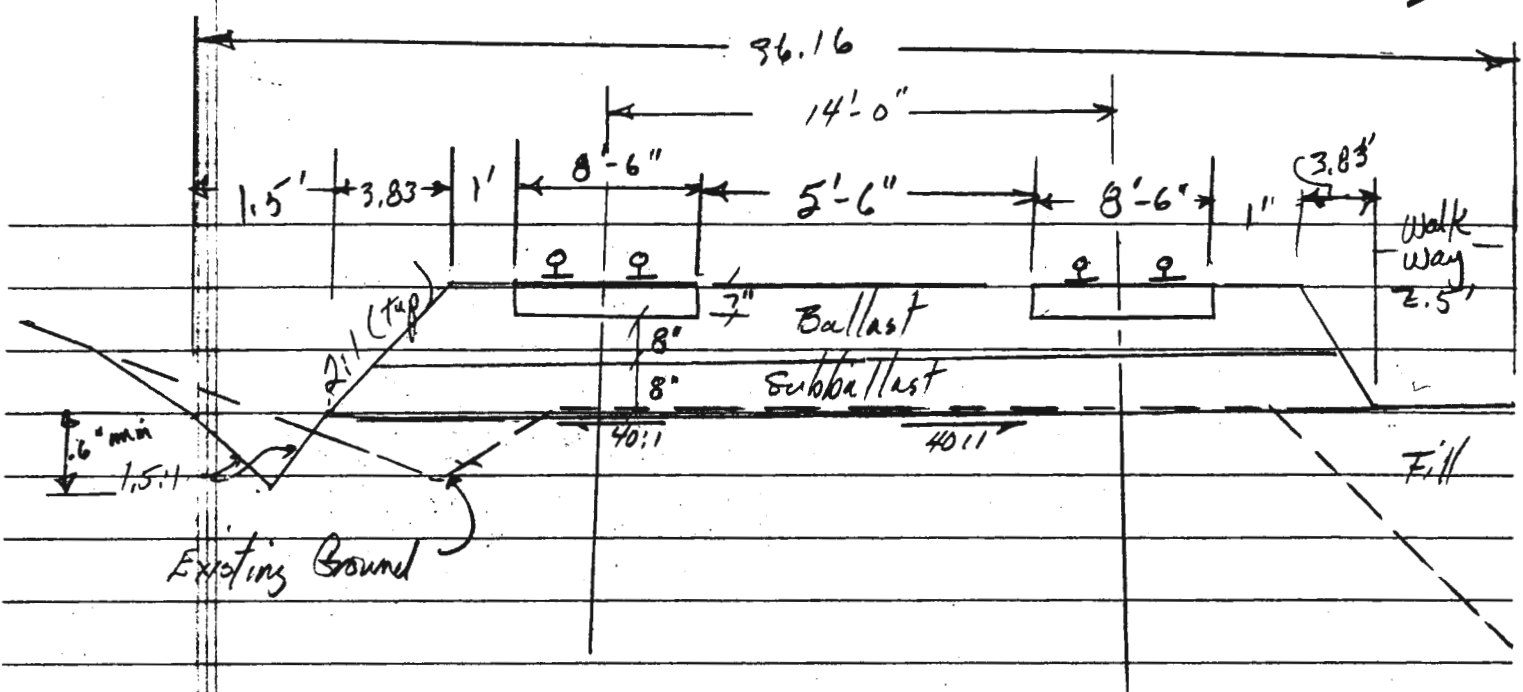 36.16
14'-0"
1.5'
3.83
1'
8'-6"
5'-6"
8'-6"
1"
3.83'
Walk
way
2.5'
2:1 (typ)
7"
Ballast
8"
Subballast
8"
40:1
40:1
.6" min
1.5:1
Fill
Existing Ground